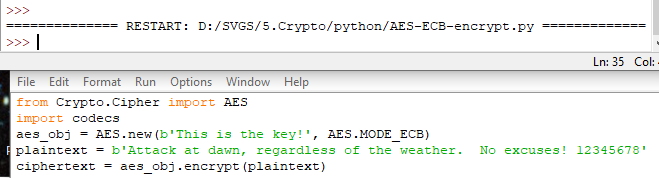 >>>
============== RESTART: D:/SVGS/5.Crypto/python/AES-ECB-encrypt.py =============
>>>
Ln: 35 Col:
File Edit Format Run Options Window Help
from Crypto.Cipher import AES
import codecs
aes_obj = AES.new(b'This is the key!', AES.MODE_ECB)
plaintext = b'Attack at dawn, regardless of the weather.  No excuses! 12345678'
ciphertext = aes_obj.encrypt(plaintext)